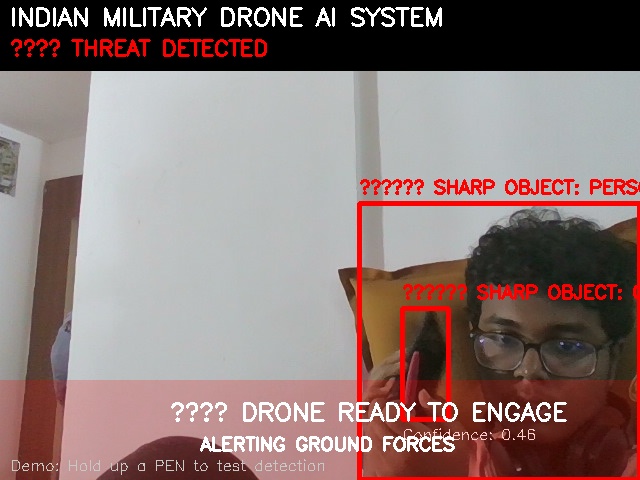 INDIAN MILITARY DRONE AI SYSTEM
???? THREAT DETECTED
?????? SHARP OBJECT: PERSO
?????? SHARP OBJECT:
???? DRONE READY TO ENGAGE
Confidence: 0.46
ALERTING GROUND FORCES
Demo: Hold up a PEN to test detection